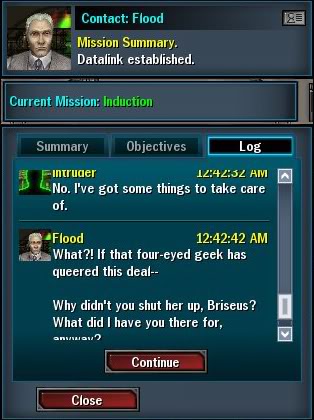 Contact: Flood
Mission Summary.
Datalink established.
Current Mission: Induction
Summary
Objectives
Log
Intruder 12:42:32 AM
No. I've got some things to take care
of.
Flood 12:42:42 AM
What?! If that four-eyed geek has
queered this deal--
Why didn't you shut her up, Briseus?
What did I have you there for,
anyway?
Continue
Close